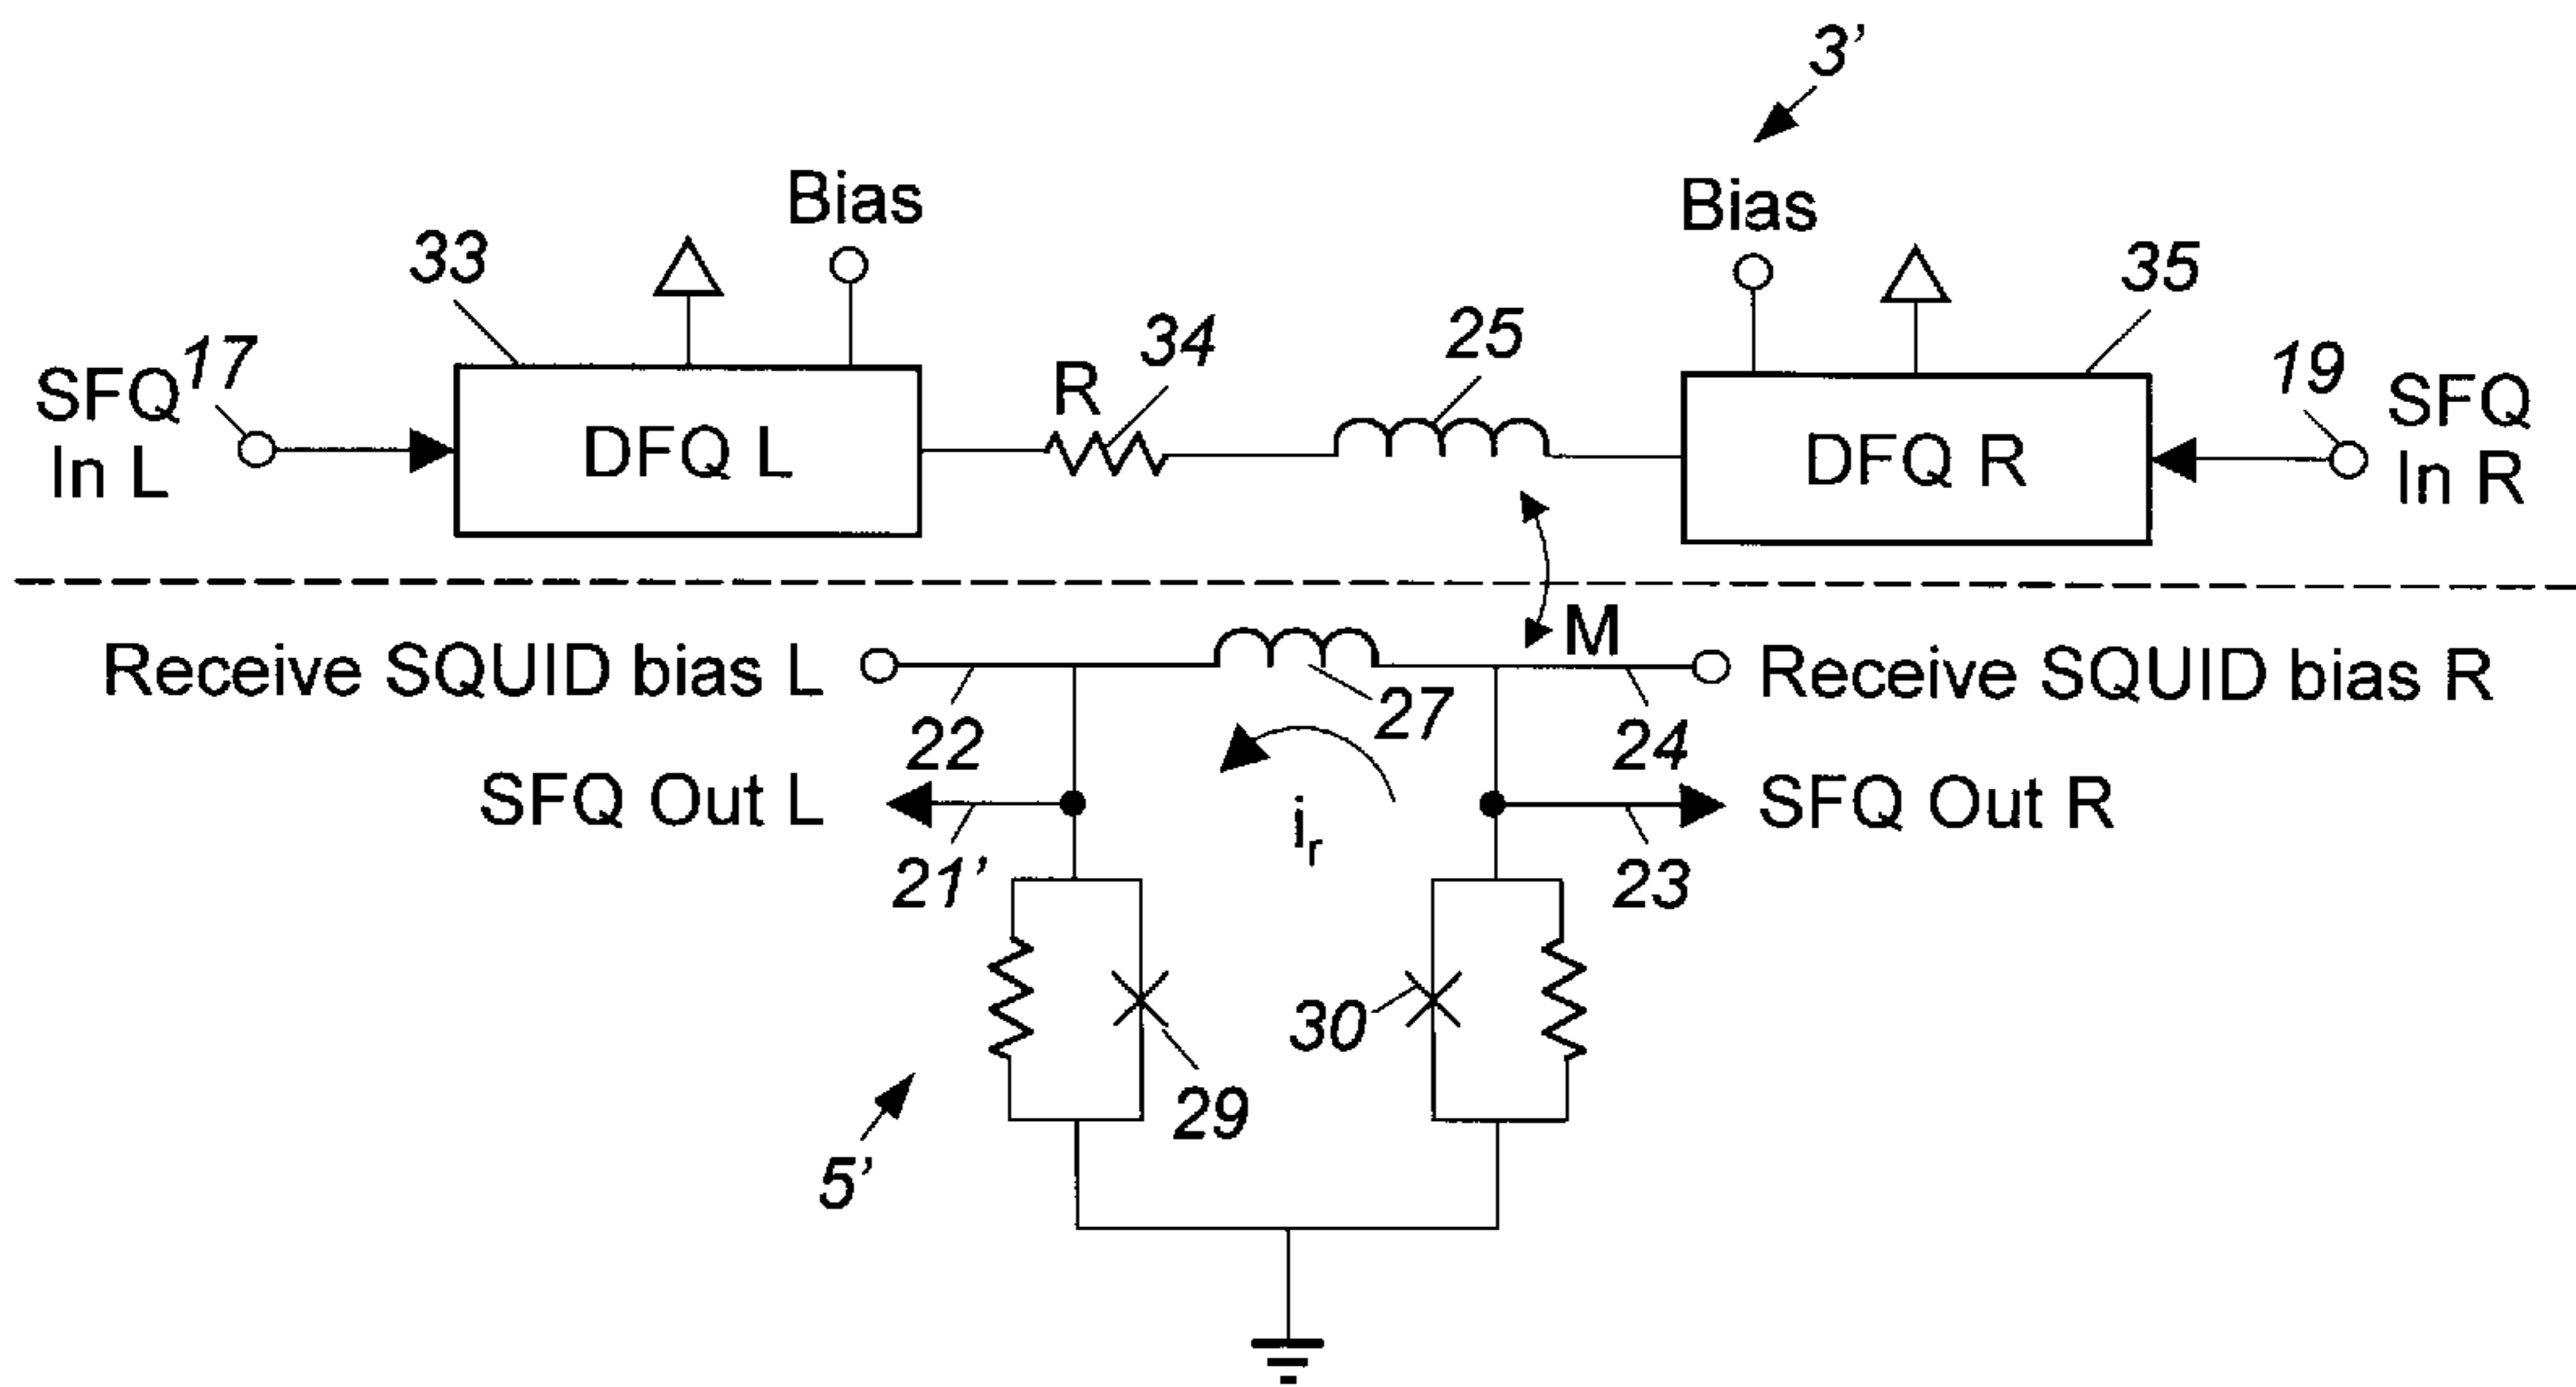 3’
Bias
Bias
33
35
34
25
SFQ
In L
17
R
DFQ L
DFQ R
19
SFQ
In R
M
Receive SQUID bias L
Receive SQUID bias R
22
27
24
SFQ Out L
SFQ Out R
i r
21’
23
30
29
5’